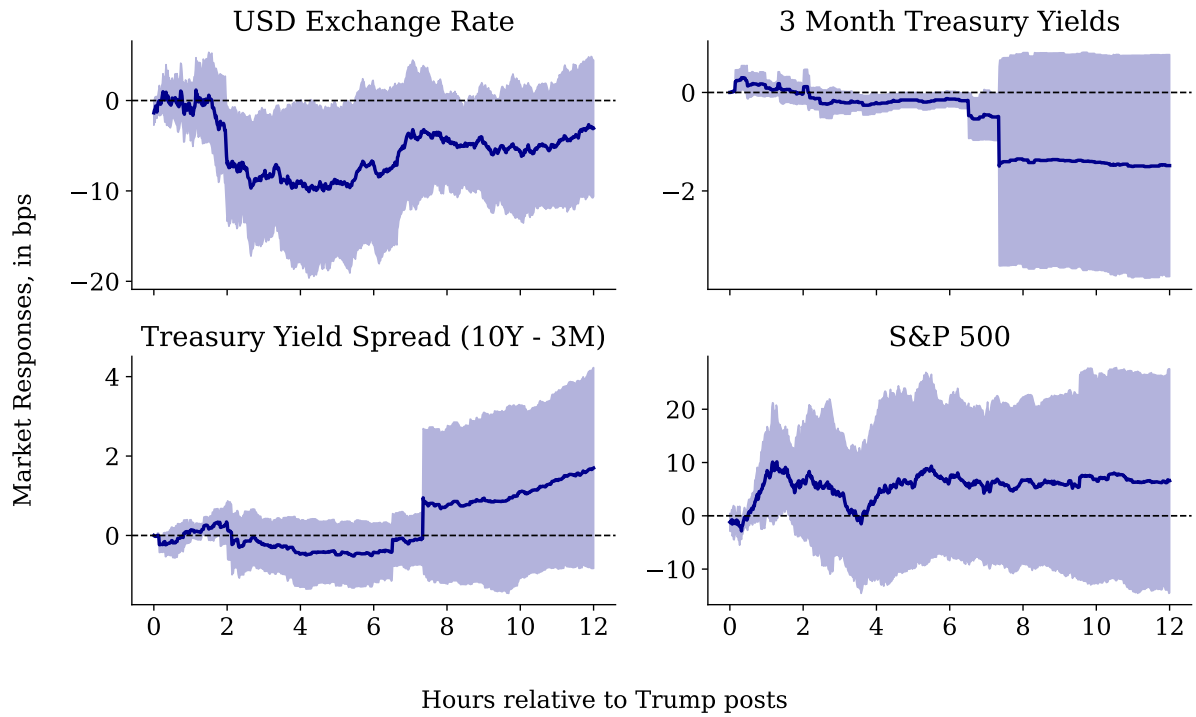 USD Exchange Rate
0
−10
−20
3 Month Treasury Yields
0
−2
Market Responses, in bps
Treasury Yield Spread (10Y - 3M)
4
2
0
0 2 4 6 8 10 12
S&P 500
20
10
0
−10
0 2 4 6 8 10 12
Hours relative to Trump posts